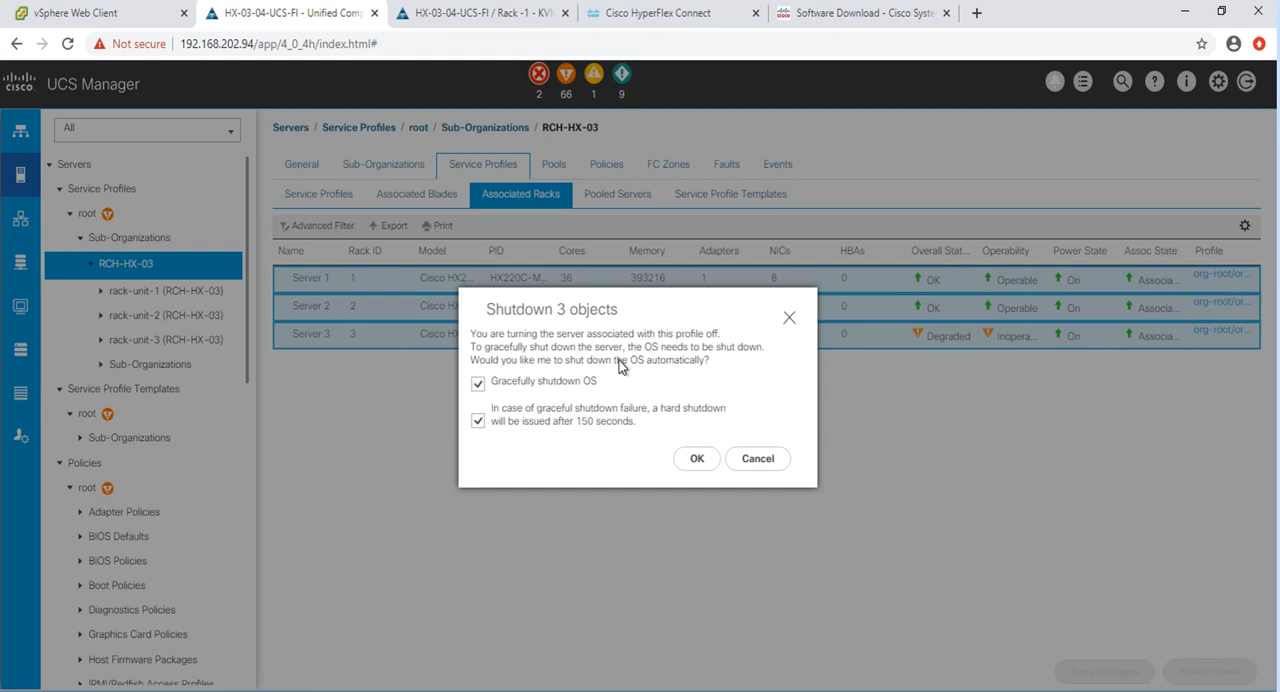 vSphere Web Client
HX-03-04-UCS-FI - Unified Comp
HX-03-04-UCS-FI / Rack -1 - KVM
Cisco HyperFlex Connect
Software Download - Cisco Syste
Not secure
192.168.202.94/app/4_0_4h/index.html#
CISCO
UCS Manager
2
66
1
9
All
Servers / Service Profiles / root / Sub-Organizations / RCH-HX-03
General
Sub-Organizations
Service Profiles
Pools
Policies
FC Zones
Faults
Events
Service Profiles
Associated Blades
Associated Racks
Pooled Servers
Service Profile Templates
Advanced Filter
Export
Print
Name Rack ID Model PID Cores Memory Adapters NICs HBAs Overall Stat... Operability Power State Assoc State Profile
Server 1 1 Cisco HX2... HX220C-M... 36 393216 1 8 0 OK Operable On Associa... org-root/or...
Server 2 2 Cisco H 0 OK Operable On Associa... org-root/or...
Server 3 3 Cisco H 0 Degraded Inopera... On Associa... org-root/or...
Servers
Service Profiles
root
Sub-Organizations
RCH-HX-03
rack-unit-1 (RCH-HX-03)
rack-unit-2 (RCH-HX-03)
rack-unit-3 (RCH-HX-03)
Sub-Organizations
Service Profile Templates
root
Sub-Organizations
Policies
root
Adapter Policies
BIOS Defaults
BIOS Policies
Boot Policies
Diagnostics Policies
Graphics Card Policies
Host Firmware Packages
IPMI/Redfish Access Profiles
Shutdown 3 objects
You are turning the server associated with this profile off.
To gracefully shut down the server, the OS needs to be shut down.
Would you like me to shut down the OS automatically?
Gracefully shutdown OS
In case of graceful shutdown failure, a hard shutdown
will be issued after 150 seconds.
OK
Cancel
Save Changes
Reset Values